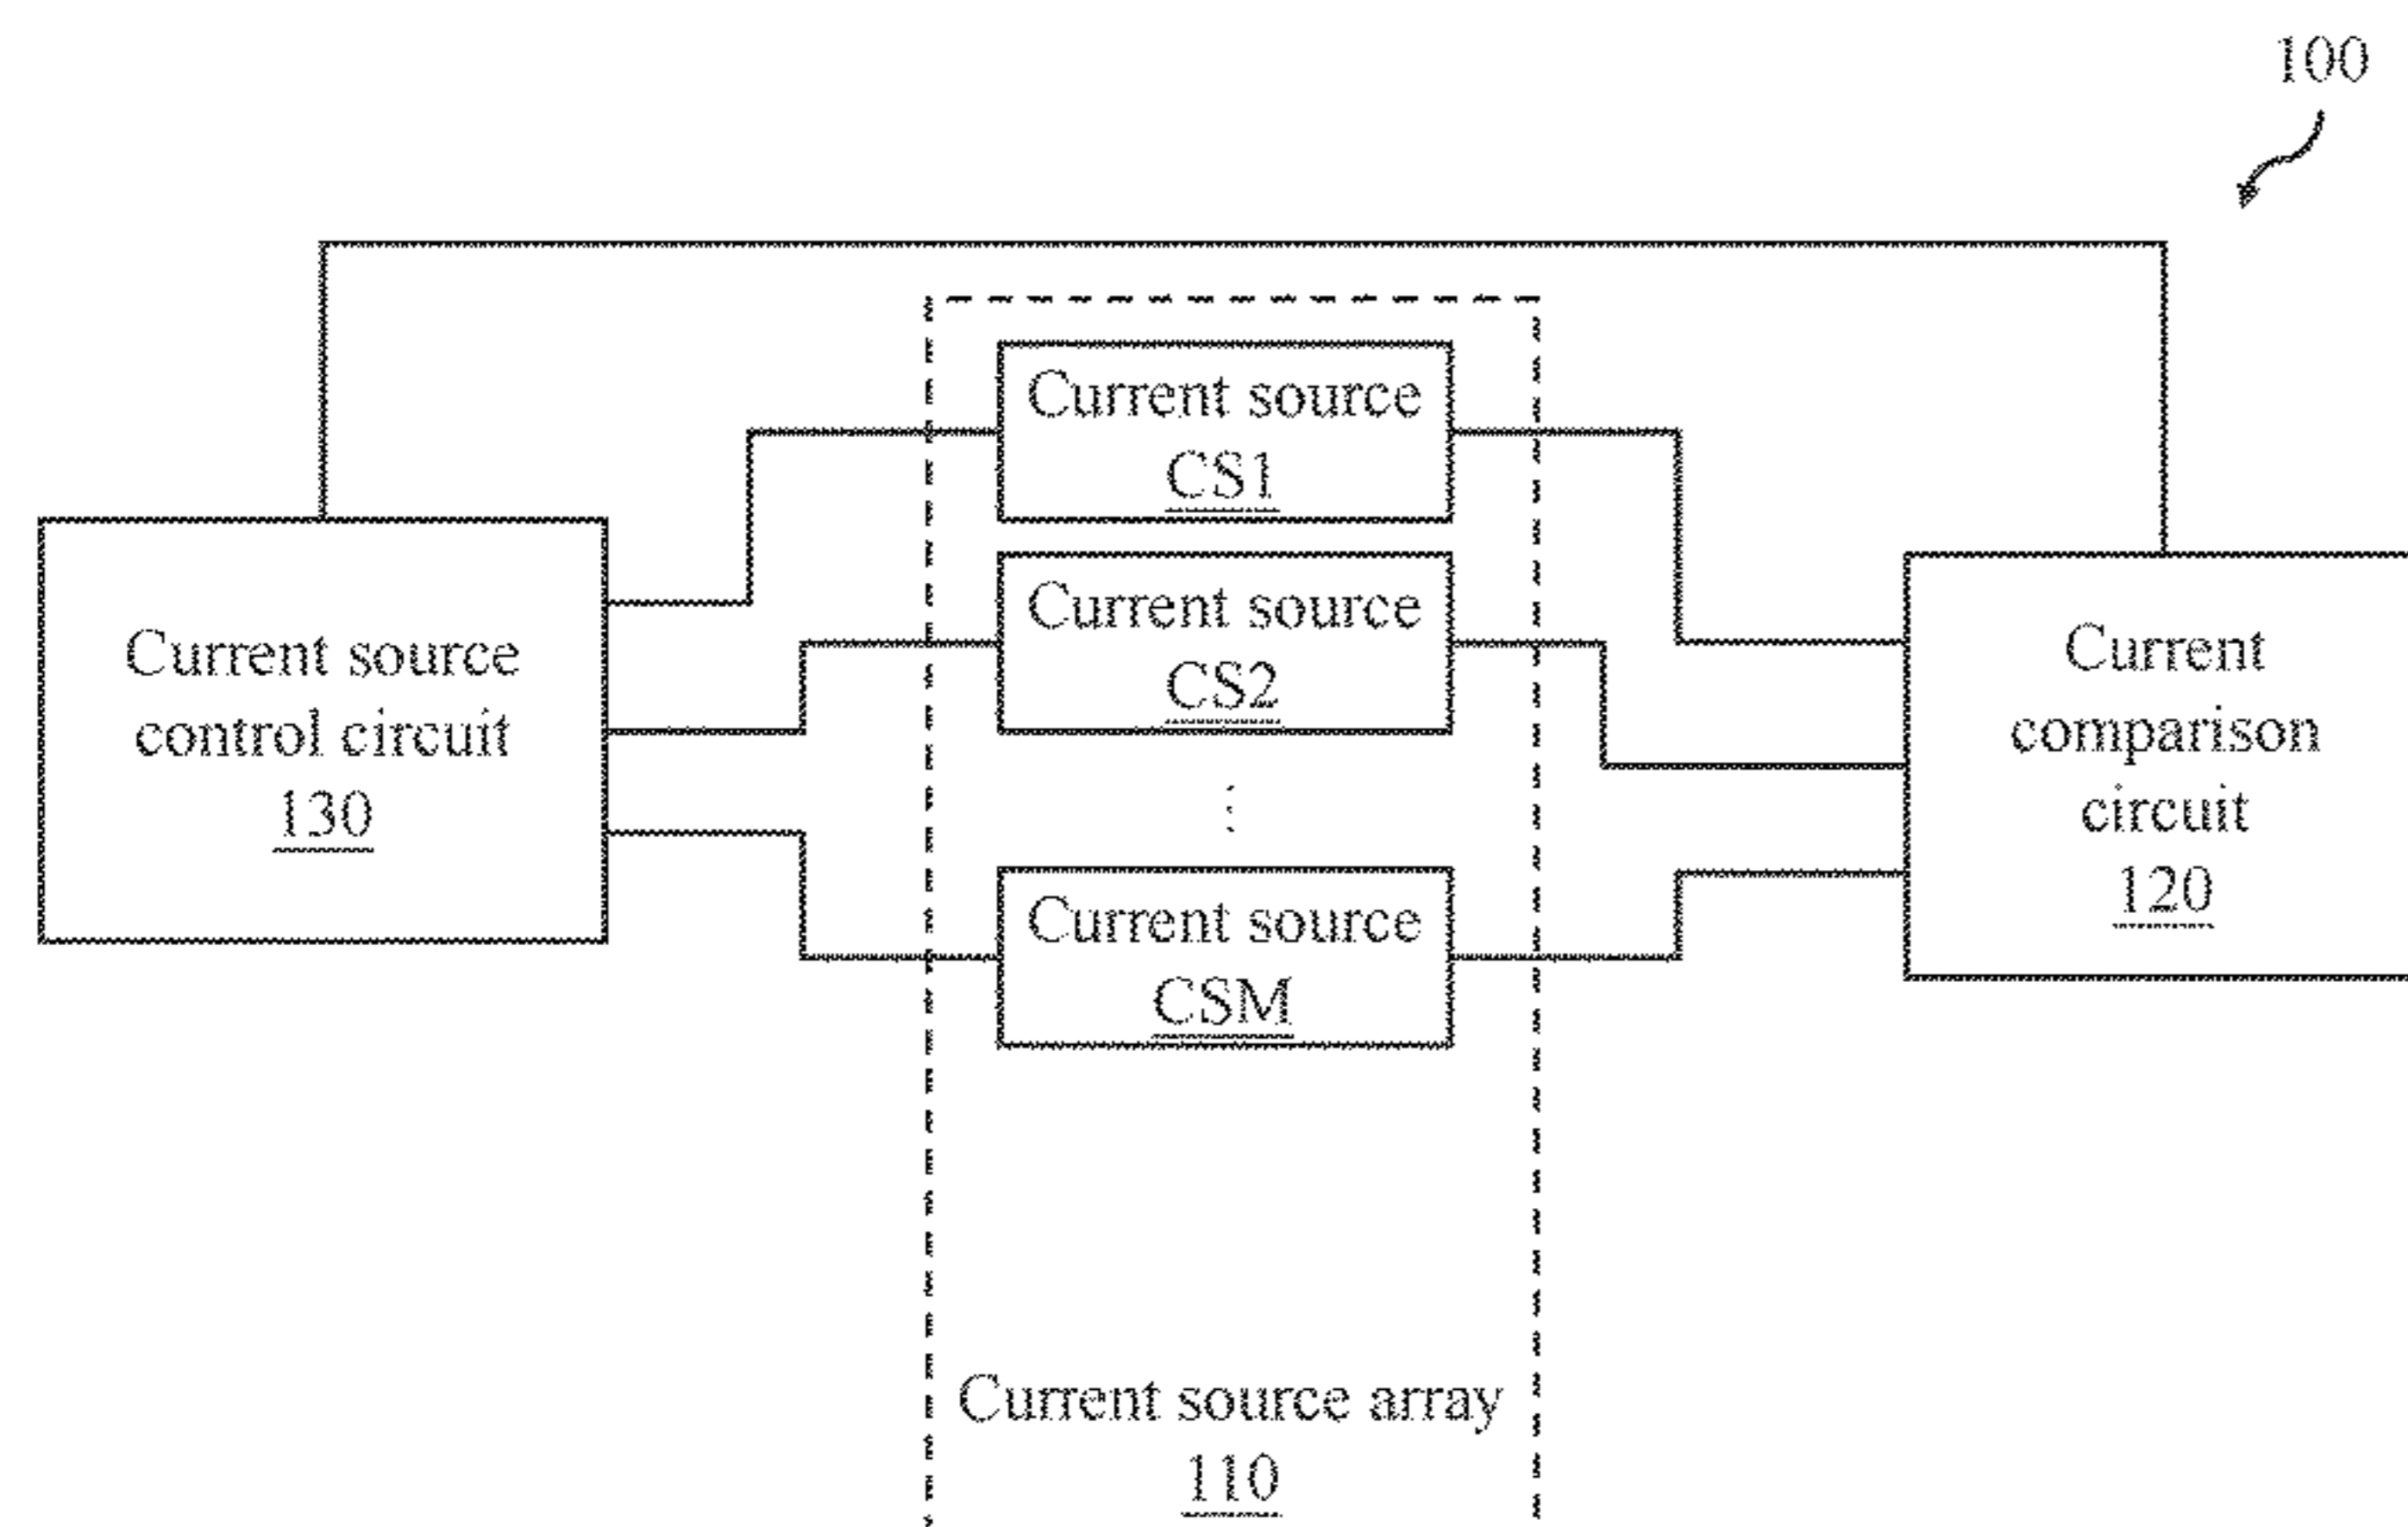 100
Current source
CS1
Current source
CS2
⋮
Current source
CSM
Current source
control circuit
130
Current
comparison
circuit
120
Current source array
110